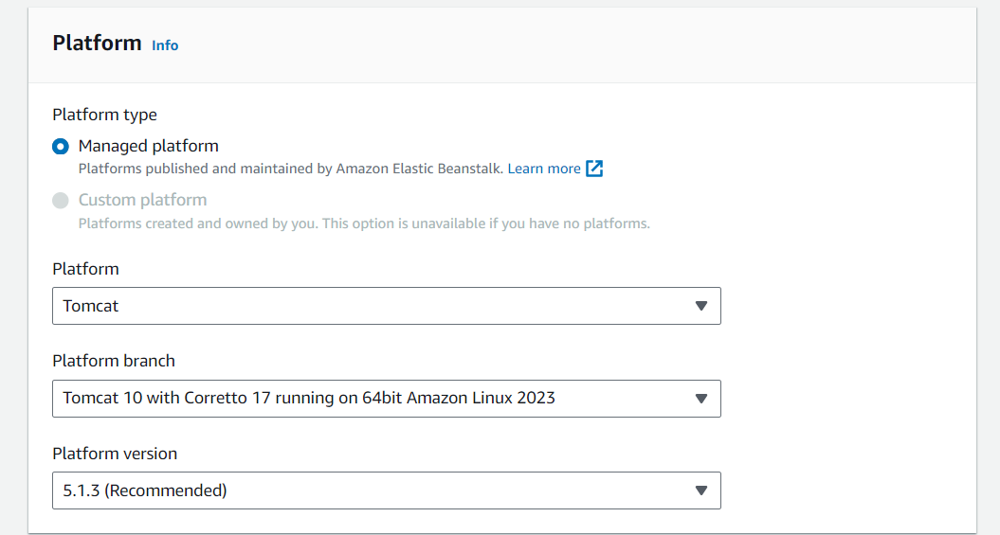 Platform Info
Platform type
Managed platform
Platforms published and maintained by Amazon Elastic Beanstalk. Learn more
Custom platform
Platforms created and owned by you. This option is unavailable if you have no platforms.
Platform
Tomcat
Platform branch
Tomcat 10 with Corretto 17 running on 64bit Amazon Linux 2023
Platform version
5.1.3 (Recommended)